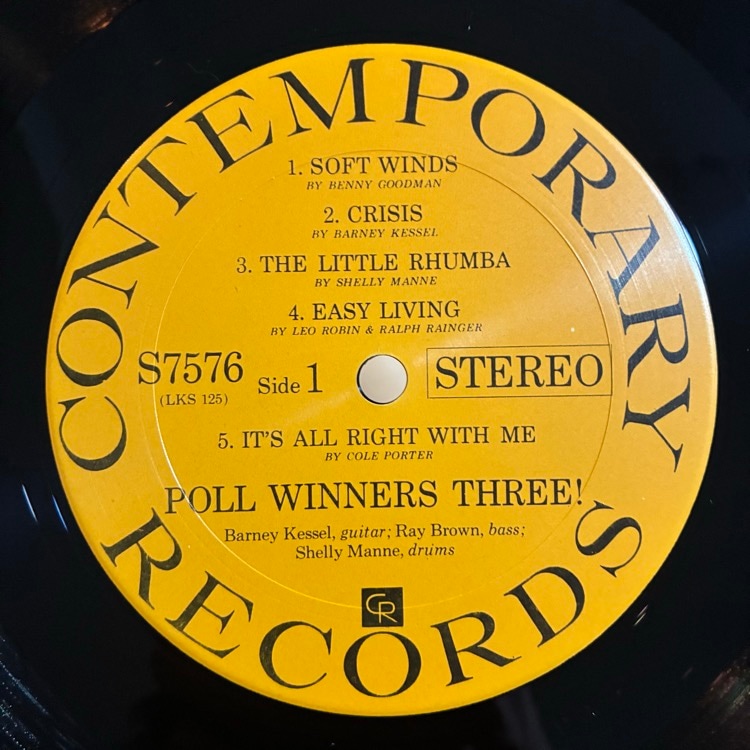 CONTEMPORARY
1. SOFT WINDS
BY BENNY GOODMAN
2. CRISIS
BY BARNEY KESSEL
3. THE LITTLE RHUMBA
BY SHELLY MANNE
4. EASY LIVING
BY LEO ROBIN & RALPH RAINGER
S7576
(LKS 125)
Side 1
STEREO
5. IT'S ALL RIGHT WITH ME
BY COLE PORTER
POLL WINNERS THREE!
Barney Kessel, guitar; Ray Brown, bass;
Shelly Manne, drums
CR
RECORDS